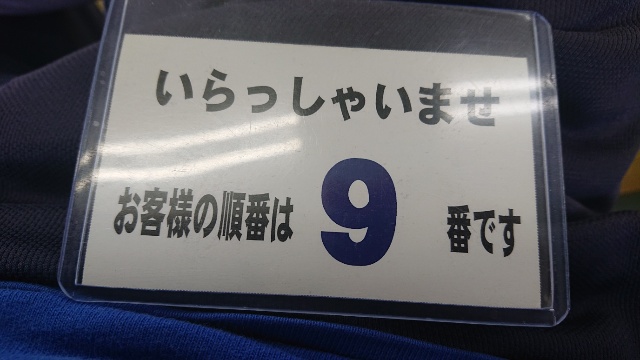 いらっしゃいませ
お客様の順番は 9 番です